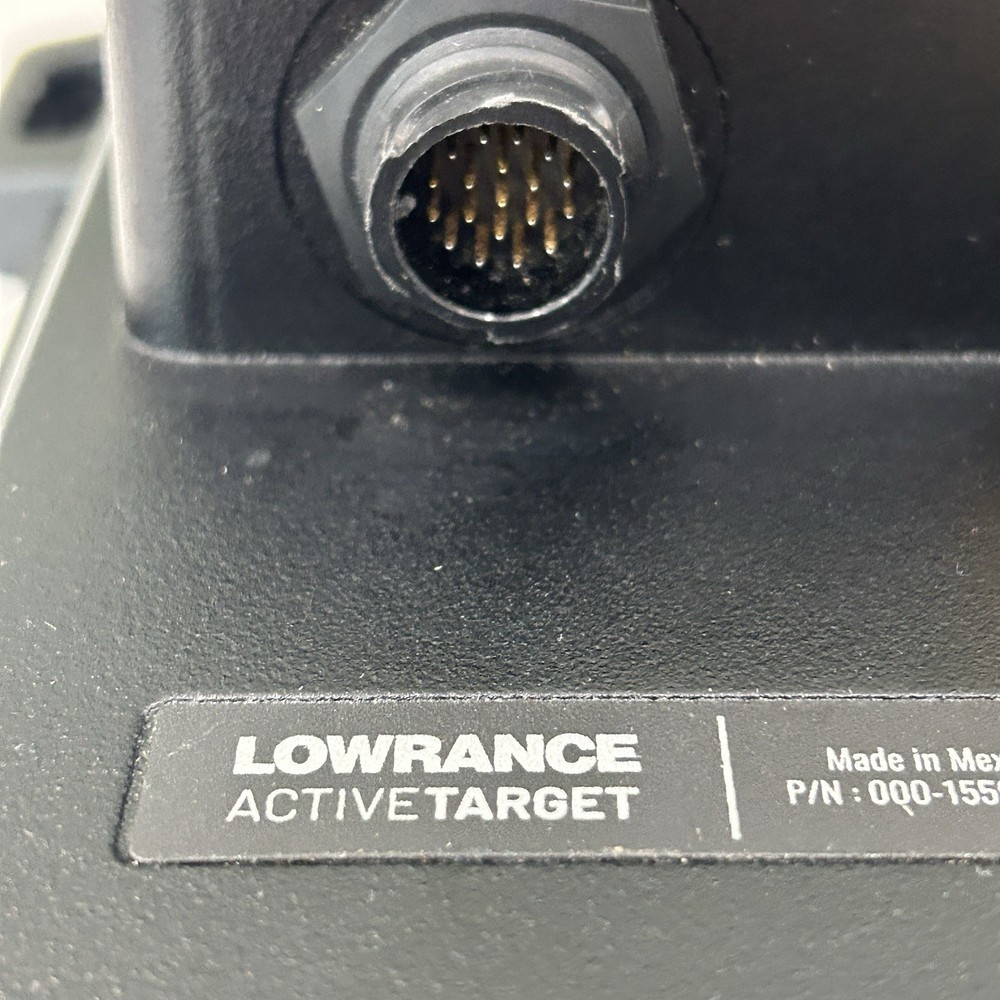 LOWRANCE
ACTIVETARGET
Made in Mex
P/N : 000-155